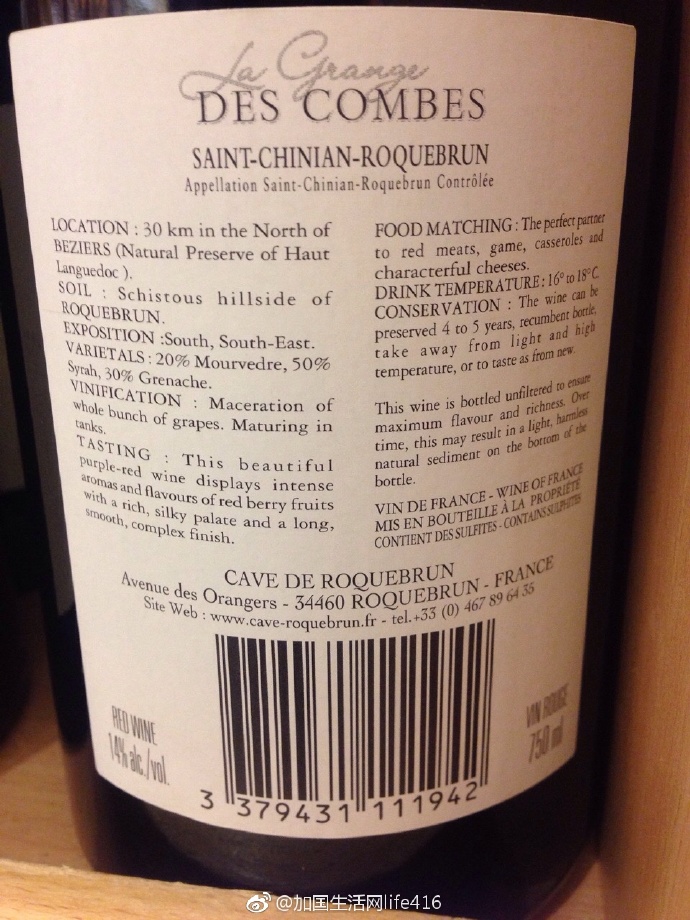 La Grange
DES COMBES
SAINT-CHINIAN-ROQUEBRUN
Appellation Saint-Chinian-Roquebrun Contrôlée
LOCATION : 30 km in the North of
BEZIERS (Natural Preserve of Haut
Languedoc ).
SOIL : Schistous hillside of
ROQUEBRUN.
EXPOSITION :South, South-East.
VARIETALS : 20% Mourvedre, 50%
Syrah, 30% Grenache.
VINIFICATION : Maceration of
whole bunch of grapes. Maturing in
tanks.
TASTING : This beautiful
purple-red wine displays intense
aromas and flavours of red berry fruits
with a rich, silky palate and a long,
smooth, complex finish.
FOOD MATCHING : The perfect partner
to red meats, game, casseroles and
characterful cheeses.
DRINK TEMPERATURE : 16° to 18°C.
CONSERVATION : The wine can be
preserved 4 to 5 years, recumbent bottle,
take away from light and high
temperature, or to taste as from new.
This wine is bottled unfiltered to ensure
maximum flavour and richness. Over
time, this may result in a light, harmless
natural sediment on the bottom of the
bottle.
VIN DE FRANCE - WINE OF FRANCE
MIS EN BOUTEILLE À LA PROPRIÉTÉ
CONTIENT DES SULFITES - CONTAINS SULPHITES
CAVE DE ROQUEBRUN
Avenue des Orangers - 34460 ROQUEBRUN - FRANCE
Site Web : www.cave-roquebrun.fr - tel.+33 (0) 467 89 64 35
RED WINE
14% alc./vol.
VIN ROUGE
750 ml
3 379431 111942
@加国生活网life416